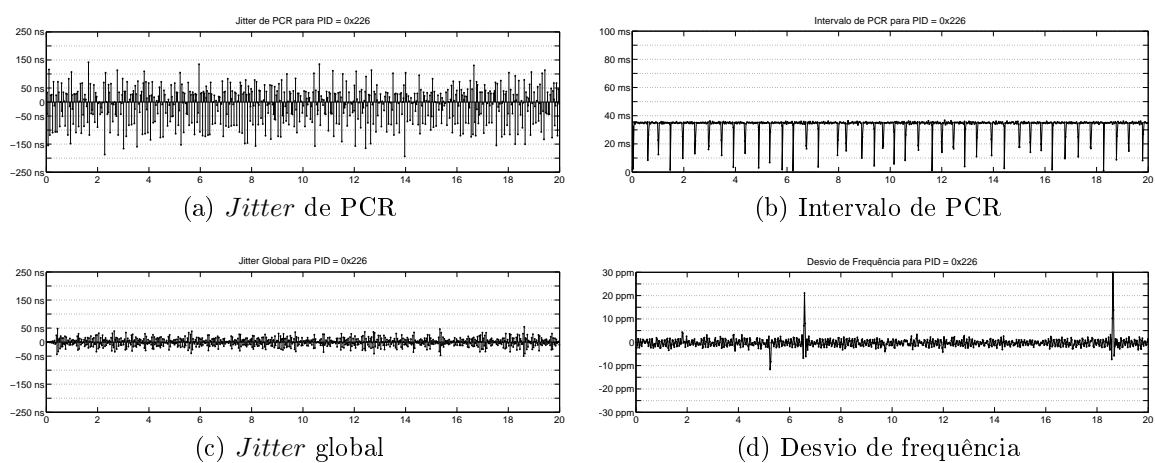 Jitter de PCR para PID = 0x226
250 ns
150 ns
50 ns
0
−50 ns
−150 ns
−250 ns
0 2 4 6 8 10 12 14 16 18 20
(a) Jitter de PCR
Intervalo de PCR para PID = 0x226
100 ms
80 ms
60 ms
40 ms
20 ms
0
0 2 4 6 8 10 12 14 16 18 20
(b) Intervalo de PCR
Jitter Global para PID = 0x226
250 ns
150 ns
50 ns
0
−50 ns
−150 ns
−250 ns
0 2 4 6 8 10 12 14 16 18 20
(c) Jitter global
Desvio de Frequência para PID = 0x226
30 ppm
20 ppm
10 ppm
0
-10 ppm
-20 ppm
-30 ppm
0 2 4 6 8 10 12 14 16 18 20
(d) Desvio de frequência